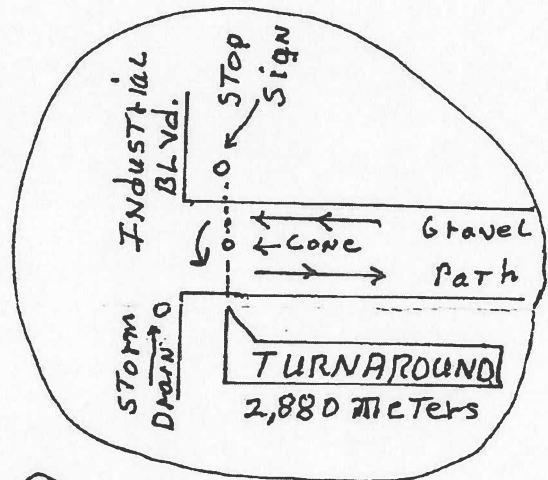 Industrial
Blvd.
Stop
Sign
Gravel
Cone
Path
Storm
Drain
TURNAROUND
2,880 meters